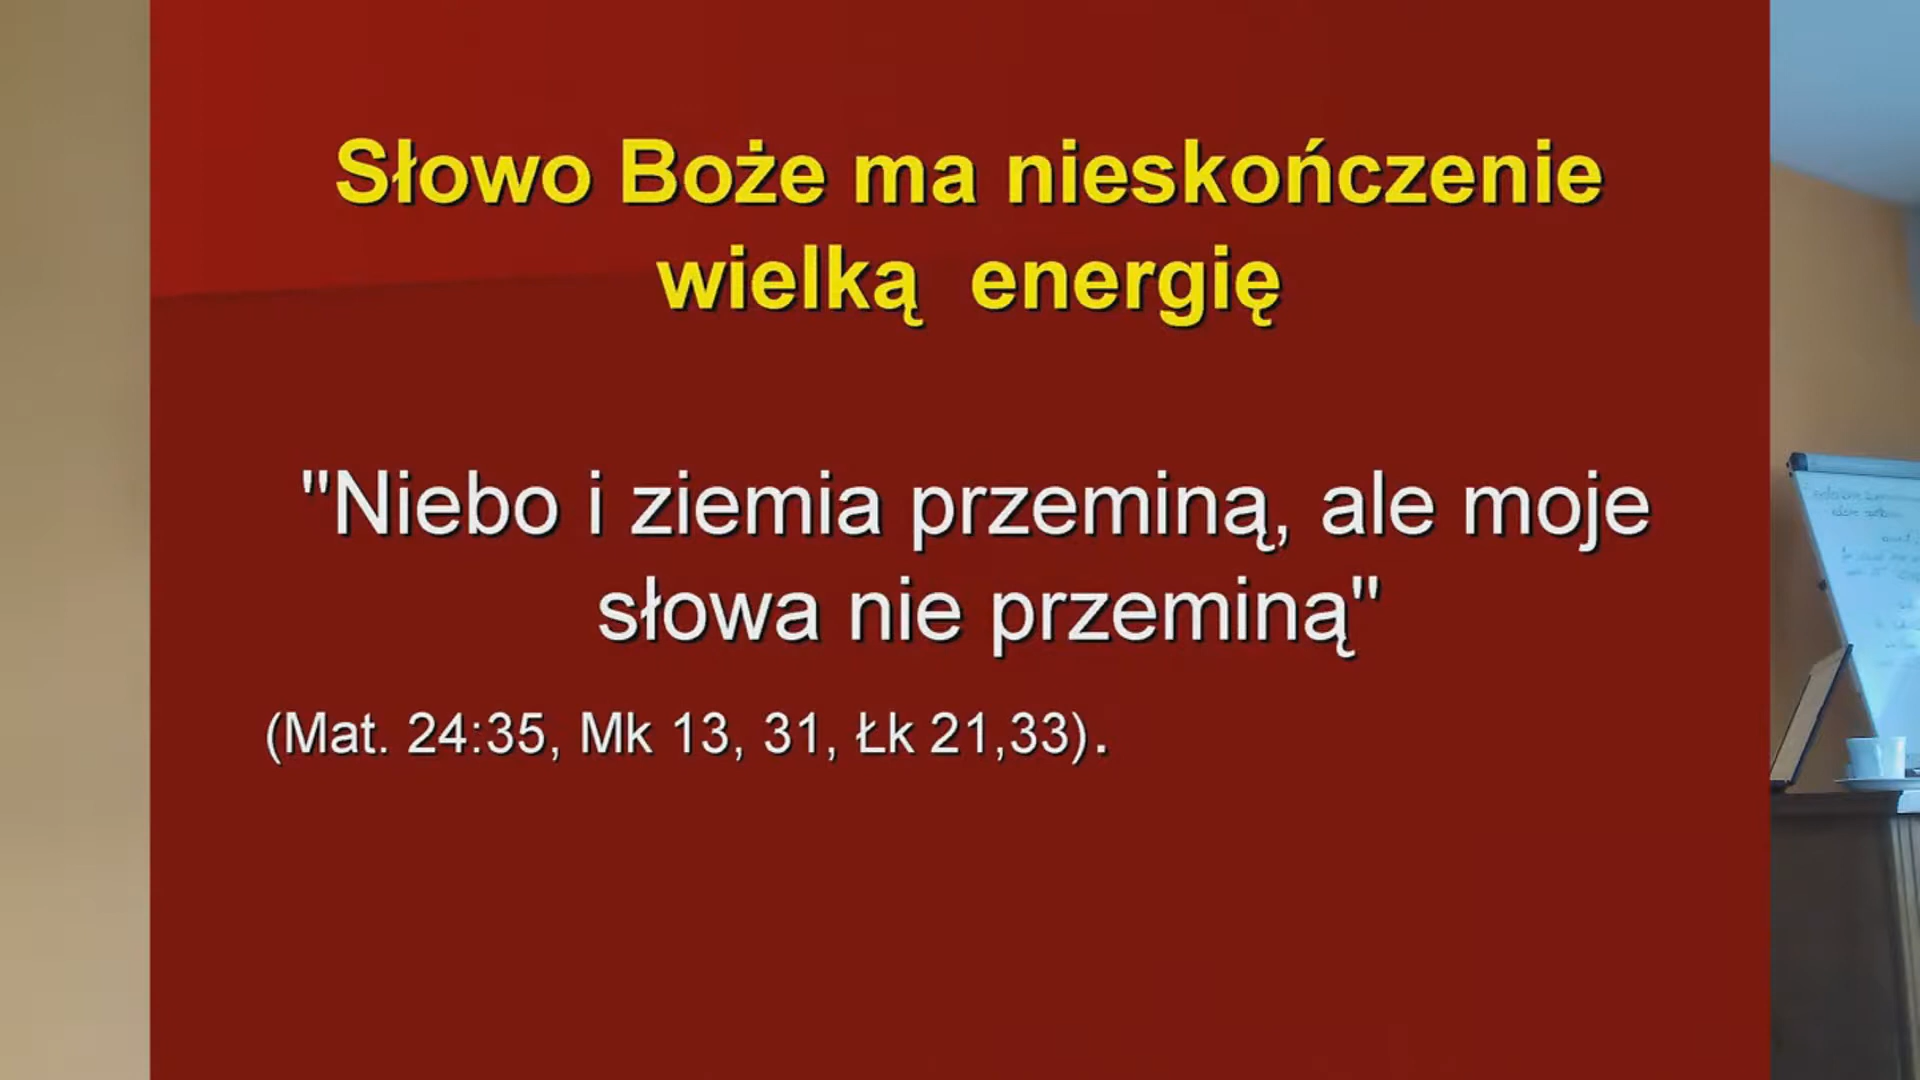 Słowo Boże ma nieskończenie
wielką energię
"Niebo i ziemia przeminą, ale moje
słowa nie przeminą"
(Mat. 24:35, Mk 13, 31, Łk 21,33).